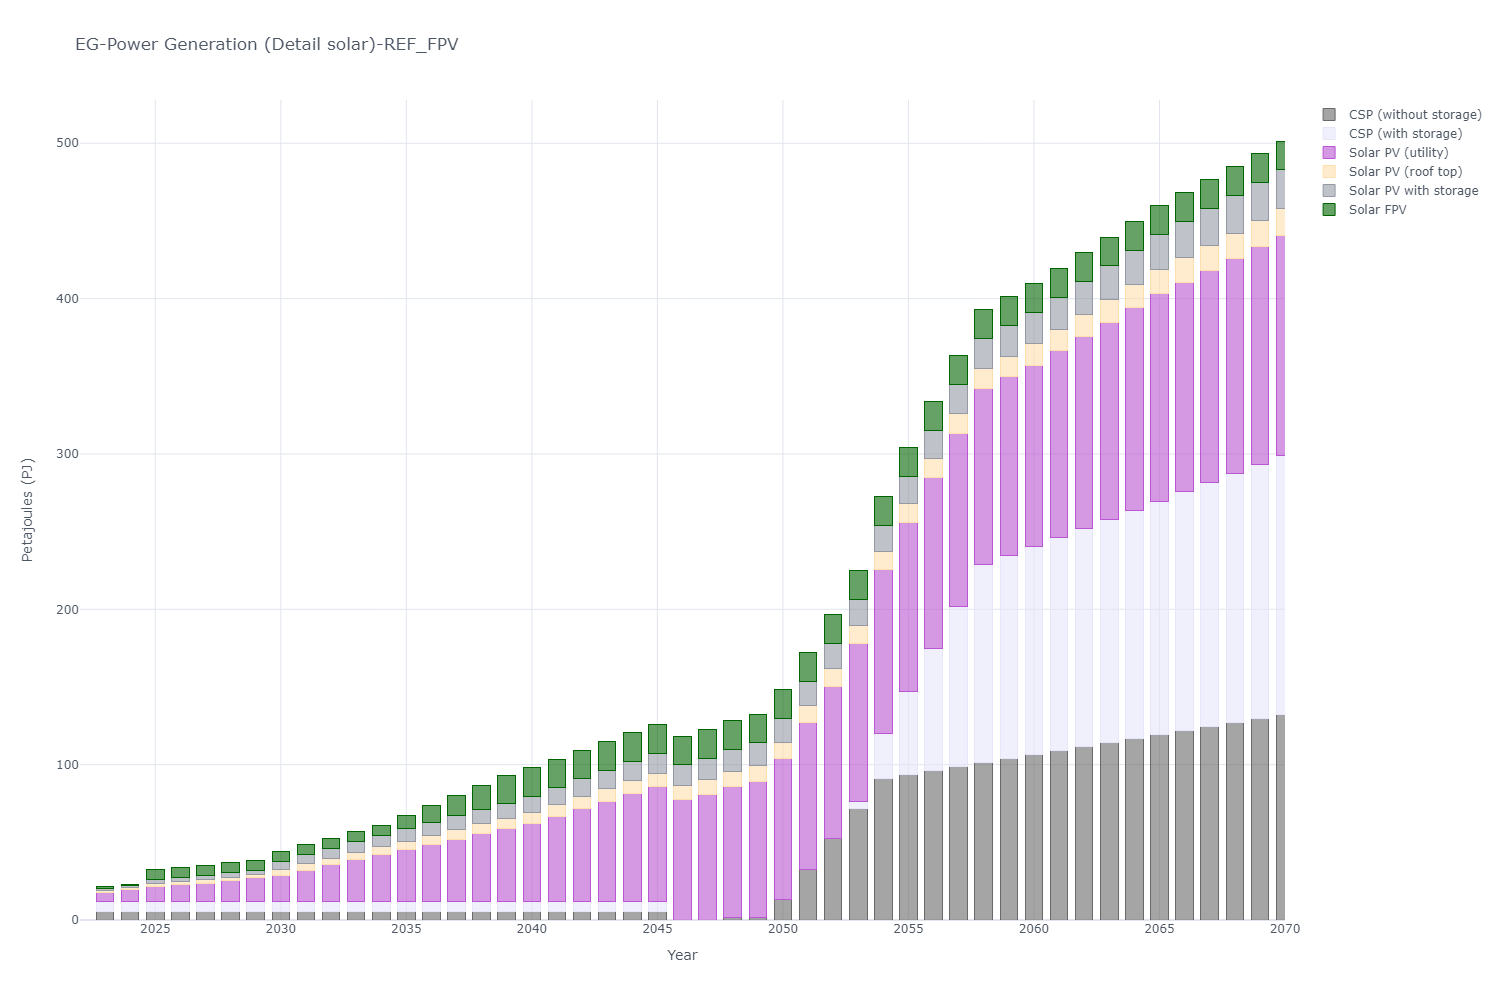 EG-Power Generation (Detail solar)-REF_FPV
CSP (without storage)
CSP (with storage)
Solar PV (utility)
Solar PV (roof top)
Solar PV with storage
Solar FPV
Petajoules (PJ)
500
400
300
200
100
0
2025 2030 2035 2040 2045 2050 2055 2060 2065 2070
Year